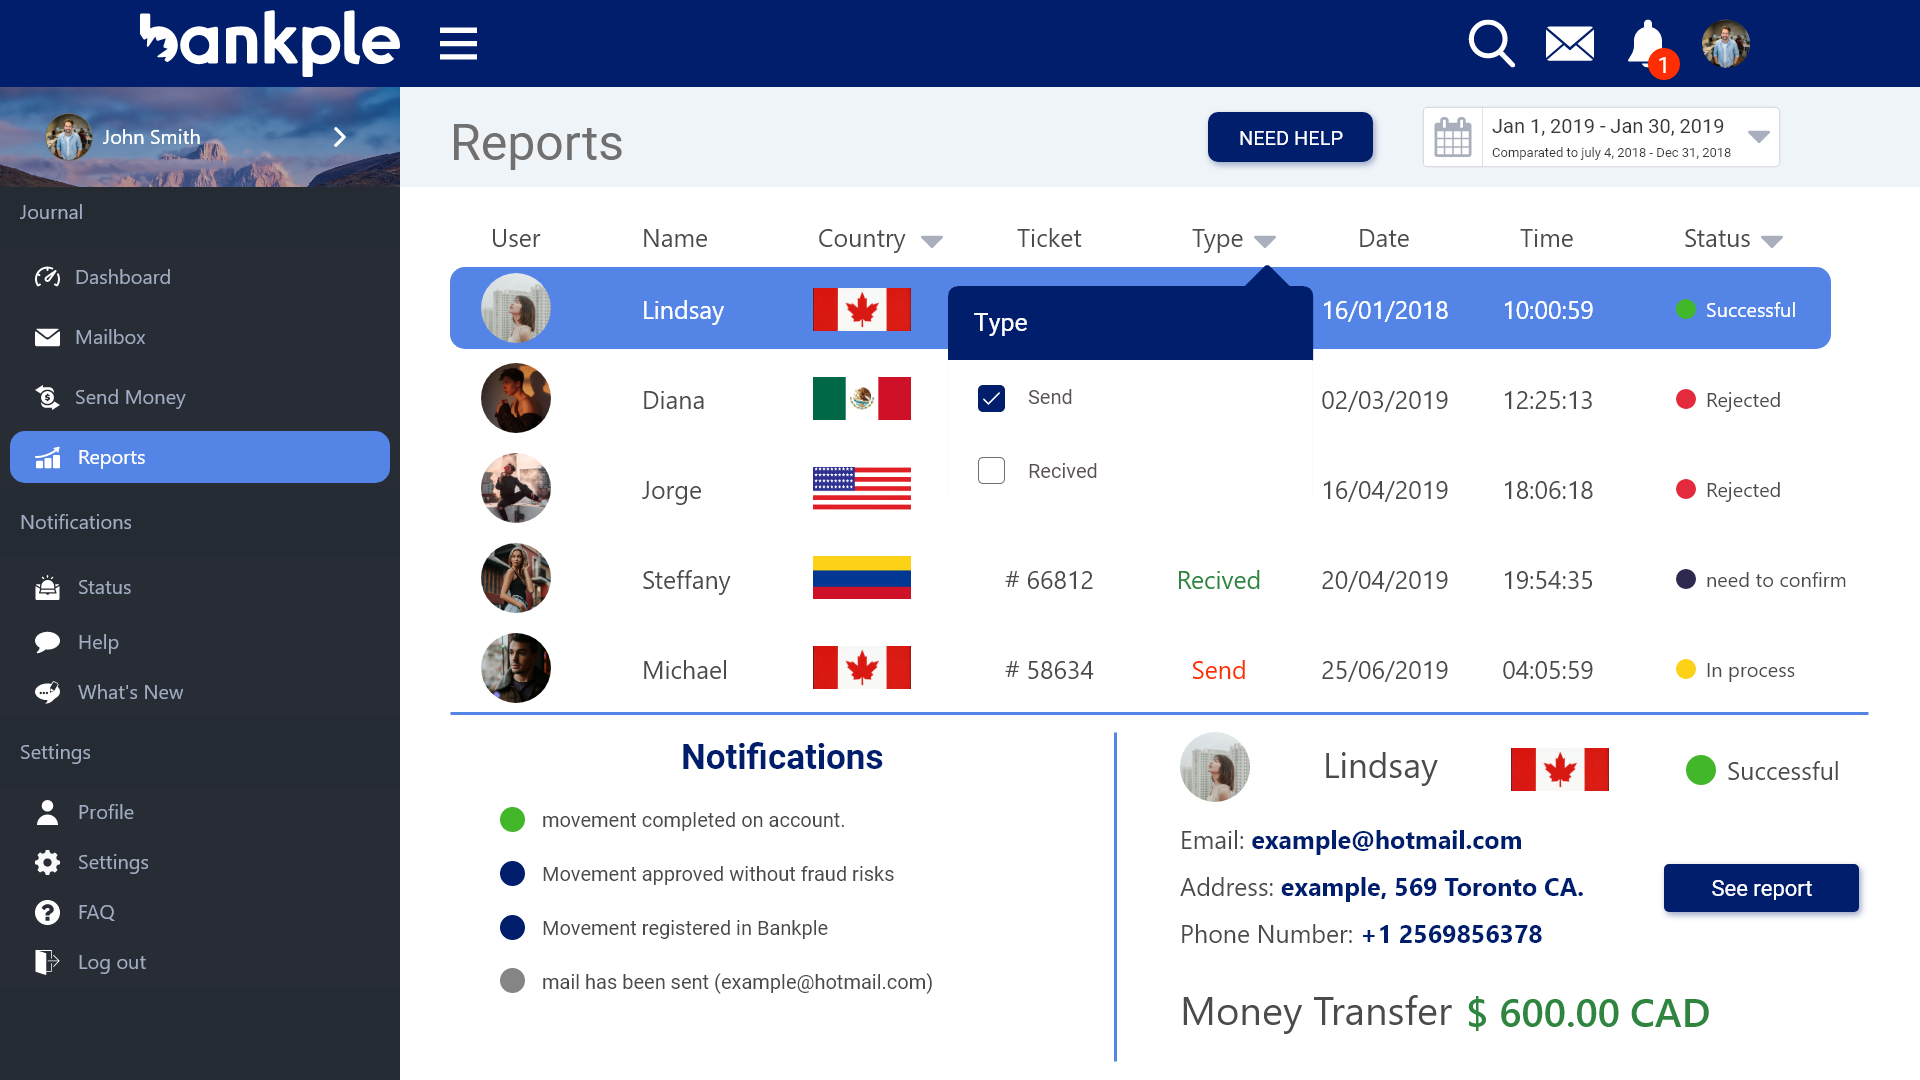 bankple
1
John Smith
Reports
NEED HELP
Jan 1, 2019 - Jan 30, 2019
Comparated to july 4, 2018 - Dec 31, 2018
Journal
Dashboard
Mailbox
Send Money
Reports
Notifications
Status
Help
What's New
Settings
Profile
Settings
FAQ
Log out
User Name Country Ticket Type Date Time Status
Lindsay 16/01/2018 10:00:59 Successful
Type
Send
Recived
Diana 02/03/2019 12:25:13 Rejected
Jorge 16/04/2019 18:06:18 Rejected
Steffany # 66812 Recived 20/04/2019 19:54:35 need to confirm
Michael # 58634 Send 25/06/2019 04:05:59 In process
Notifications
movement completed on account.
Movement approved without fraud risks
Movement registered in Bankple
mail has been sent (example@hotmail.com)
Lindsay Successful
Email: example@hotmail.com
Address: example, 569 Toronto CA.
See report
Phone Number: +1 2569856378
Money Transfer $ 600.00 CAD